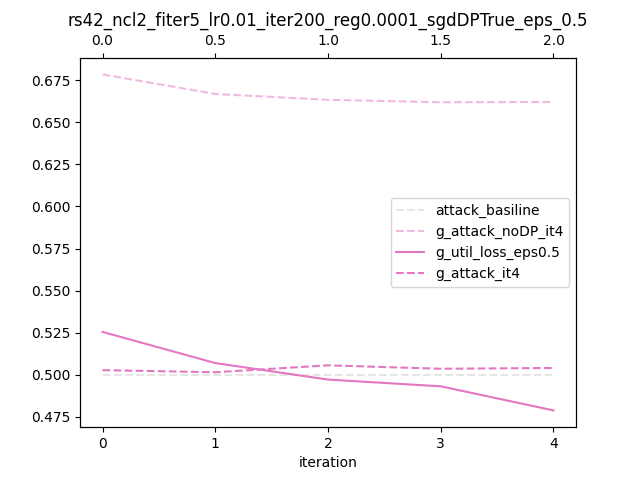 rs42_ncl2_fiter5_lr0.01_iter200_reg0.0001_sgdDPTrue_eps_0.5
0.0 0.5 1.0 1.5 2.0
0.675
0.650
0.625
0.600
0.575
0.550
0.525
0.500
0.475
attack_basiline
g_attack_noDP_it4
g_util_loss_eps0.5
g_attack_it4
0 1 2 3 4
iteration